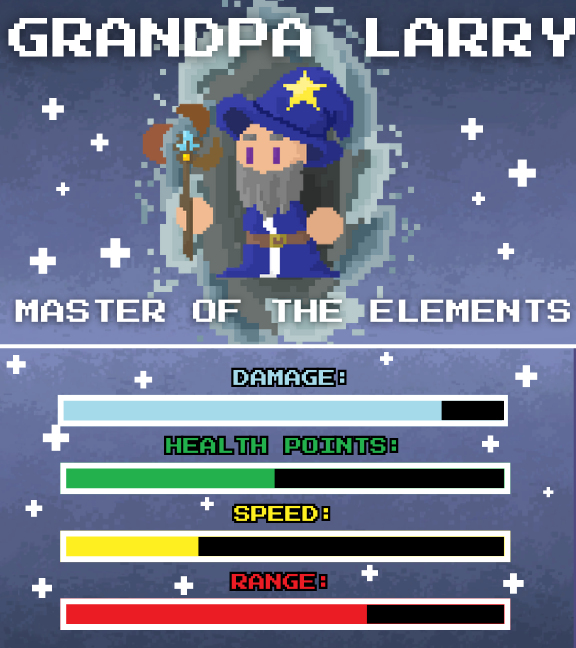 GRANDPA LARRY
MASTER OF THE ELEMENTS
DAMAGE:
HEALTH POINTS:
SPEED:
RANGE: